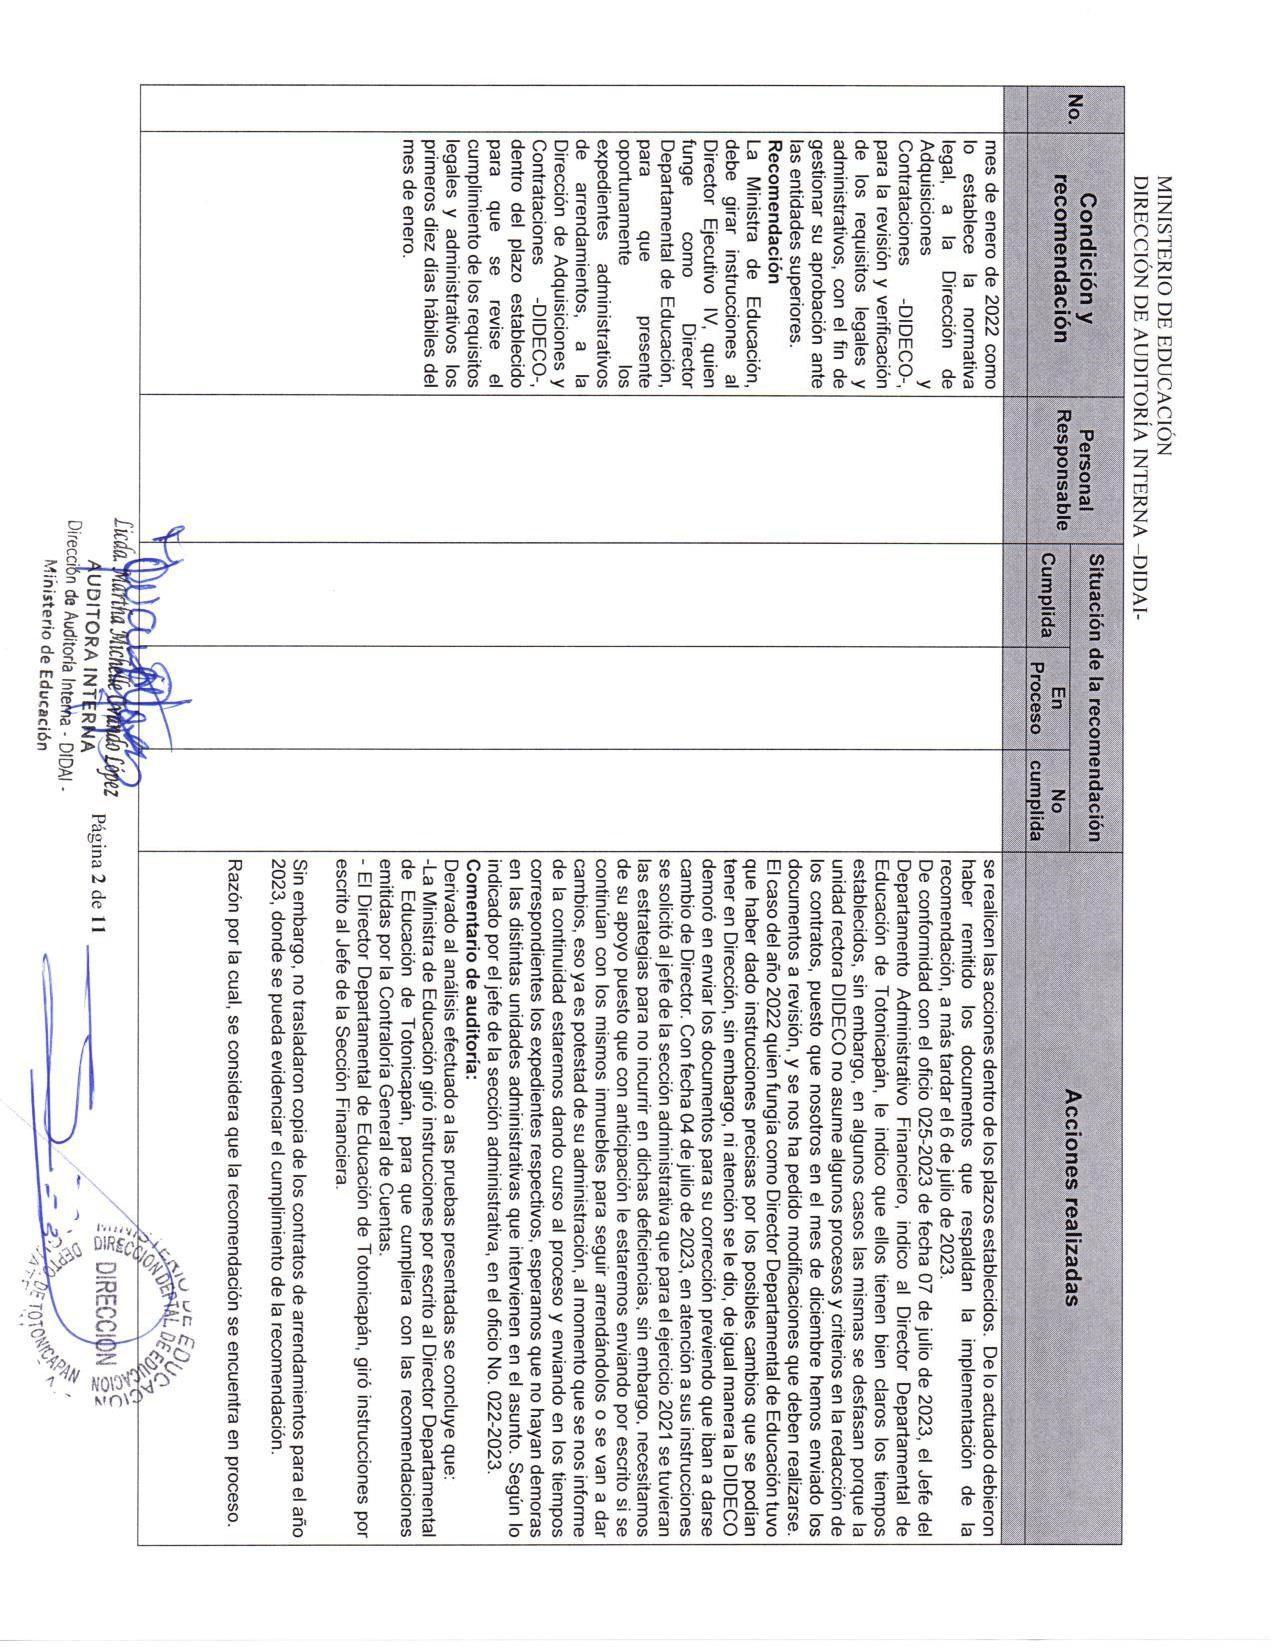 MINISTERIO DE EDUCACIÓN
DIRECCIÓN DE AUDITORÍA INTERNA –DIDAI-
No.
Condición y
recomendación
Personal
Responsable
Situación de la recomendación
Cumplida
En
Proceso
No
cumplida
Acciones realizadas
mes de enero de 2022 como
lo establece la normativa
legal, a la Dirección de
Adquisiciones y
Contrataciones -DIDECO-,
para la revisión y verificación
de los requisitos legales y
administrativos, con el fin de
gestionar su aprobación ante
las entidades superiores.
Recomendación
La Ministra de Educación,
debe girar instrucciones al
Director Ejecutivo IV, quien
funge como Director
Departamental de Educación,
para que presente
oportunamente los
expedientes administrativos
de arrendamientos, a la
Dirección de Adquisiciones y
Contrataciones -DIDECO-,
dentro del plazo establecido
para que se revise el
cumplimiento de los requisitos
legales y administrativos los
primeros diez días hábiles del
mes de enero.
se realicen las acciones dentro de los plazos establecidos. De lo actuado debieron
haber remitido los documentos que respaldan la implementación de la
recomendación, a más tardar el 6 de julio de 2023.
De conformidad con el oficio 025-2023 de fecha 07 de julio de 2023, el Jefe del
Departamento Administrativo Financiero, indico al Director Departamental de
Educación de Totonicapán, le indico que ellos tienen bien claros los tiempos
establecidos, sin embargo, en algunos casos las mismas se desfasan porque la
unidad rectora DIDECO no asume algunos procesos y criterios en la redacción de
los contratos, puesto que nosotros en el mes de diciembre hemos enviado los
documentos a revisión, y se nos ha pedido modificaciones que deben realizarse.
El caso del año 2022 quien fungía como Director Departamental de Educación tuvo
que haber dado instrucciones precisas por los posibles cambios que se podían
tener en Dirección, sin embargo, ni atención se le dio, de igual manera la DIDECO
demoró en enviar los documentos para su corrección previendo que iban a darse
cambio de Director. Con fecha 04 de julio de 2023, en atención a sus instrucciones
se solicitó al jefe de la sección administrativa que para el ejercicio 2021 se tuvieran
las estrategias para no incurrir en dichas deficiencias, sin embargo, necesitamos
de su apoyo puesto que con anticipación le estaremos enviando por escrito si se
continúan con los mismos inmuebles para seguir arrendándolos o se van a dar
cambios, eso ya es potestad de su administración, al momento que se nos informe
de la continuidad estaremos dando curso al proceso y enviando en los tiempos
correspondientes los expedientes respectivos, esperamos que no hayan demoras
en las distintas unidades administrativas que intervienen en el asunto. Según lo
indicado por el jefe de la sección administrativa, en el oficio No. 022-2023.
Comentario de auditoría:
Derivado al análisis efectuado a las pruebas presentadas se concluye que:
-La Ministra de Educación giró instrucciones por escrito al Director Departamental
de Educación de Totonicapán, para que cumpliera con las recomendaciones
emitidas por la Contraloría General de Cuentas.
- El Director Departamental de Educación de Totonicapán, giró instrucciones por
escrito al Jefe de la Sección Financiera.
Sin embargo, no trasladaron copia de los contratos de arrendamientos para el año
2023, donde se pueda evidenciar el cumplimiento de la recomendación.
Razón por la cual, se considera que la recomendación se encuentra en proceso.
Licda. Martha Michelle Ovando López
AUDITORA INTERNA
Dirección de Auditoría Interna - DIDAI -
Ministerio de Educación
Página 2 de 11
MINISTERIO DE EDUCACIÓN
DIRECCION DEPTAL. DE EDUCACION
DIRECCION
DEPTO. DE TOTONICAPAN